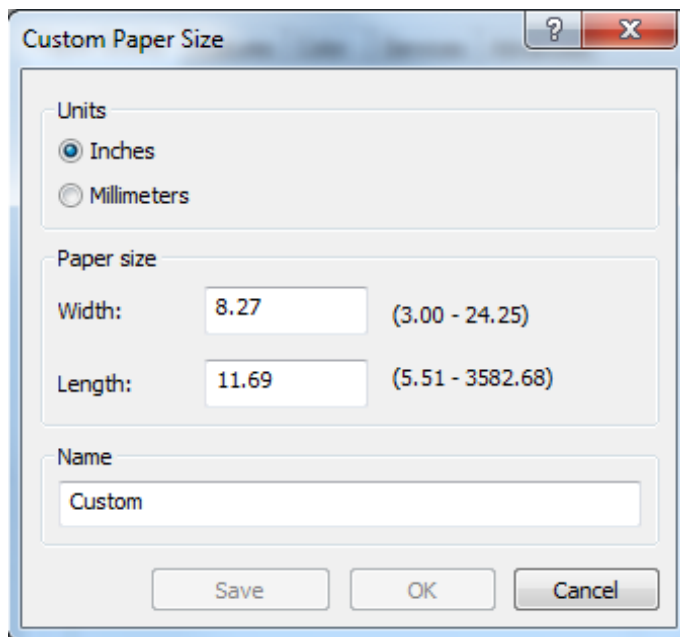 Custom Paper Size
Units
Inches
Millimeters
Paper size
Width: 8.27 (3.00 - 24.25)
Length: 11.69 (5.51 - 3582.68)
Name
Custom
Save OK Cancel